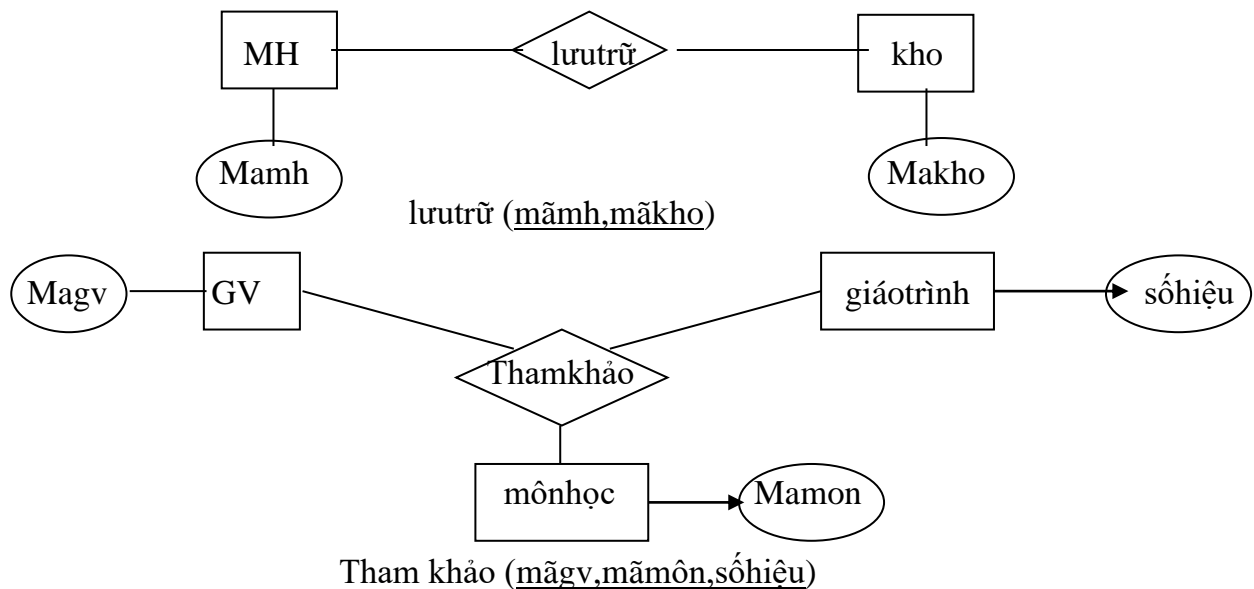 MH lưutrữ kho
Mamh Makho
lưutrữ (mãmh,mãkho)
Magv GV giáotrình sốhiệu
Thamkhảo
mônhọc Mamon
Tham khảo (mãgv,mãmôn,sốhiệu)